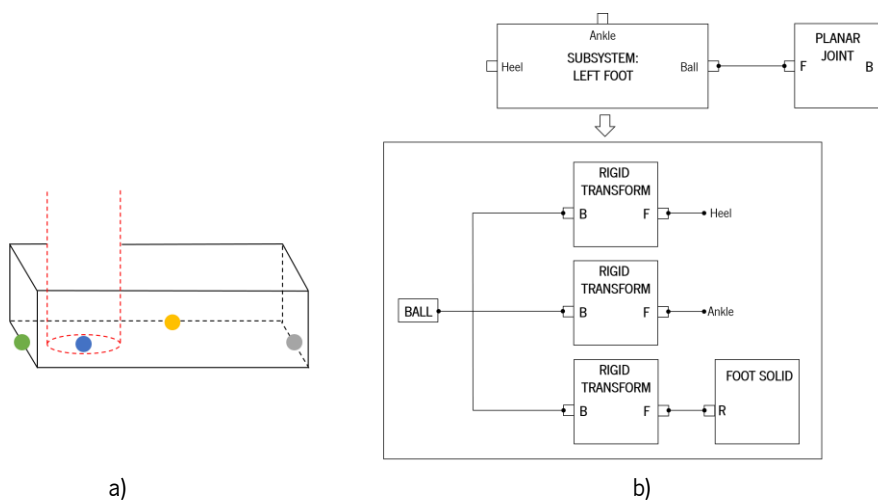 Ankle
SUBSYSTEM:
LEFT FOOT
Heel
Ball
PLANAR
JOINT
F
B
RIGID
TRANSFORM
B
F
Heel
RIGID
TRANSFORM
BALL
B
F
Ankle
RIGID
TRANSFORM
B
F
FOOT SOLID
R
a)
b)